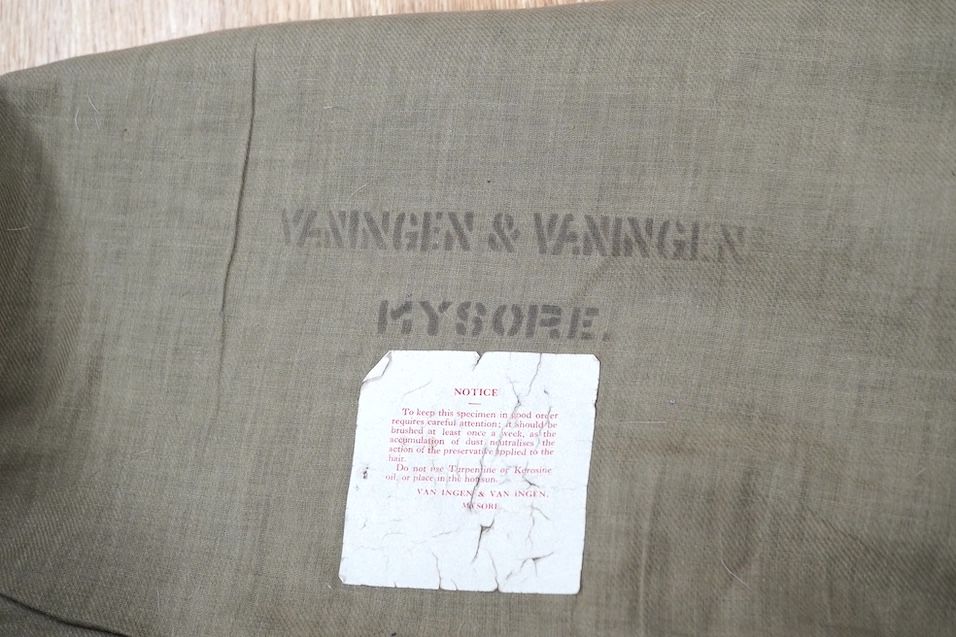 VANINGEN & VANINGEN
MYSORE.
NOTICE
To keep this specimen in good order
requires careful attention; it should be
brushed at least once a week, as the
accumulation of dust neutralises the
action of the preservative applied to the
hair.
Do not use Turpentine or Kerosine
oil, or place in the hot sun.
VAN INGEN & VAN INGEN.
MYSORE.